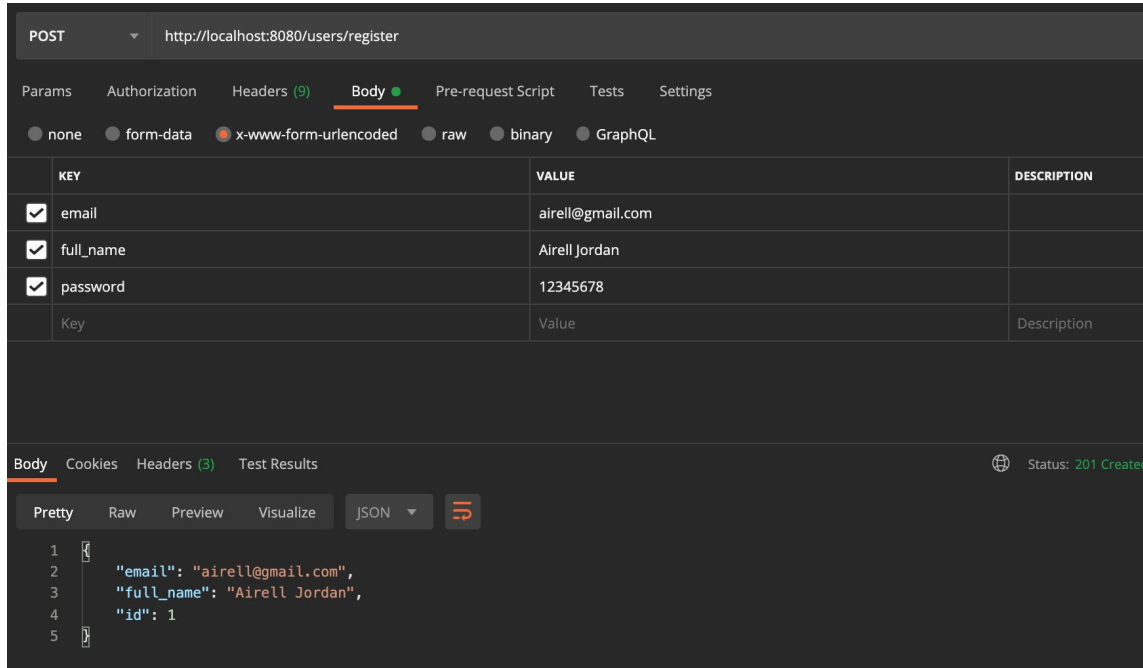 POST http://localhost:8080/users/register
Params Authorization Headers (9) Body Pre-request Script Tests Settings
none form-data x-www-form-urlencoded raw binary GraphQL
KEY VALUE DESCRIPTION
email airell@gmail.com
full_name Airell Jordan
password 12345678
Key Value Description
Body Cookies Headers (3) Test Results Status: 201 Created
Pretty Raw Preview Visualize JSON
1 {
2 "email": "airell@gmail.com",
3 "full_name": "Airell Jordan",
4 "id": 1
5 }